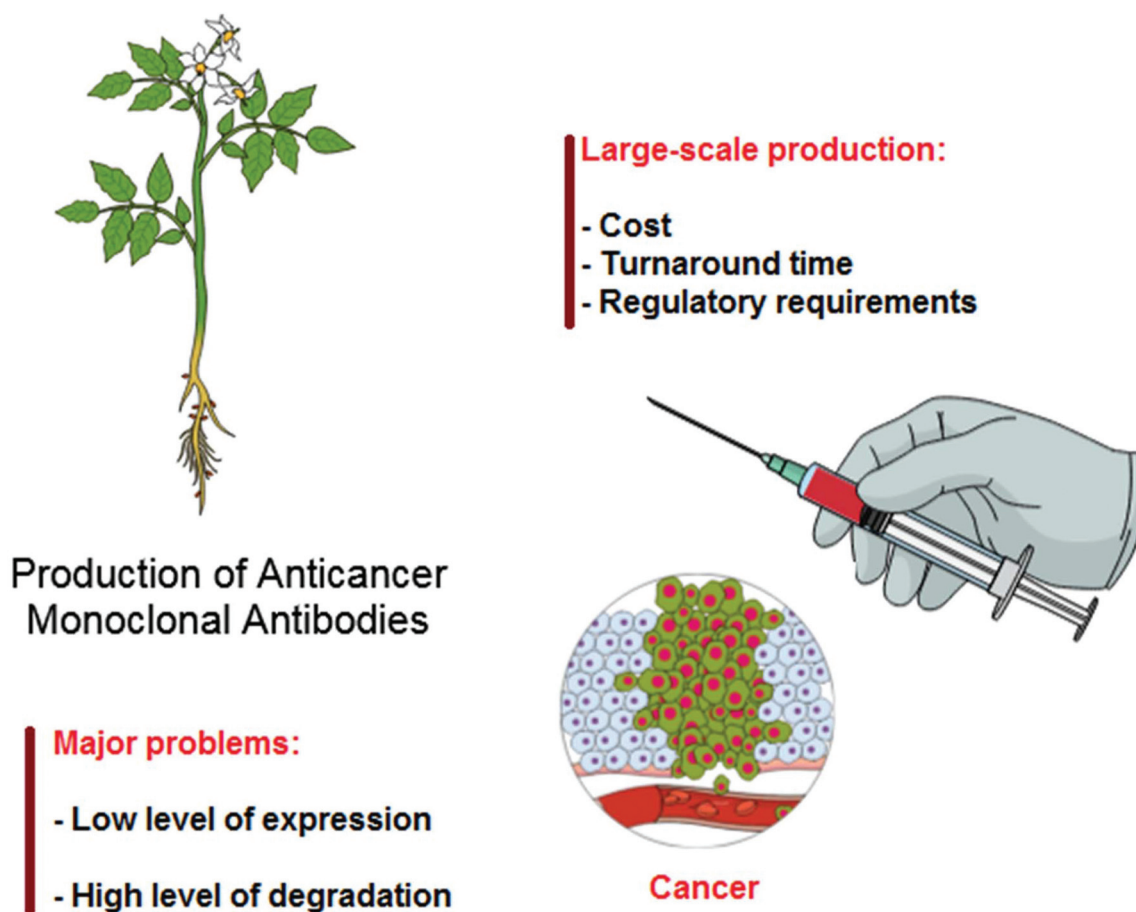 Large-scale production:
- Cost
- Turnaround time
- Regulatory requirements
Production of Anticancer
Monoclonal Antibodies
Major problems:
- Low level of expression
- High level of degradation
Cancer